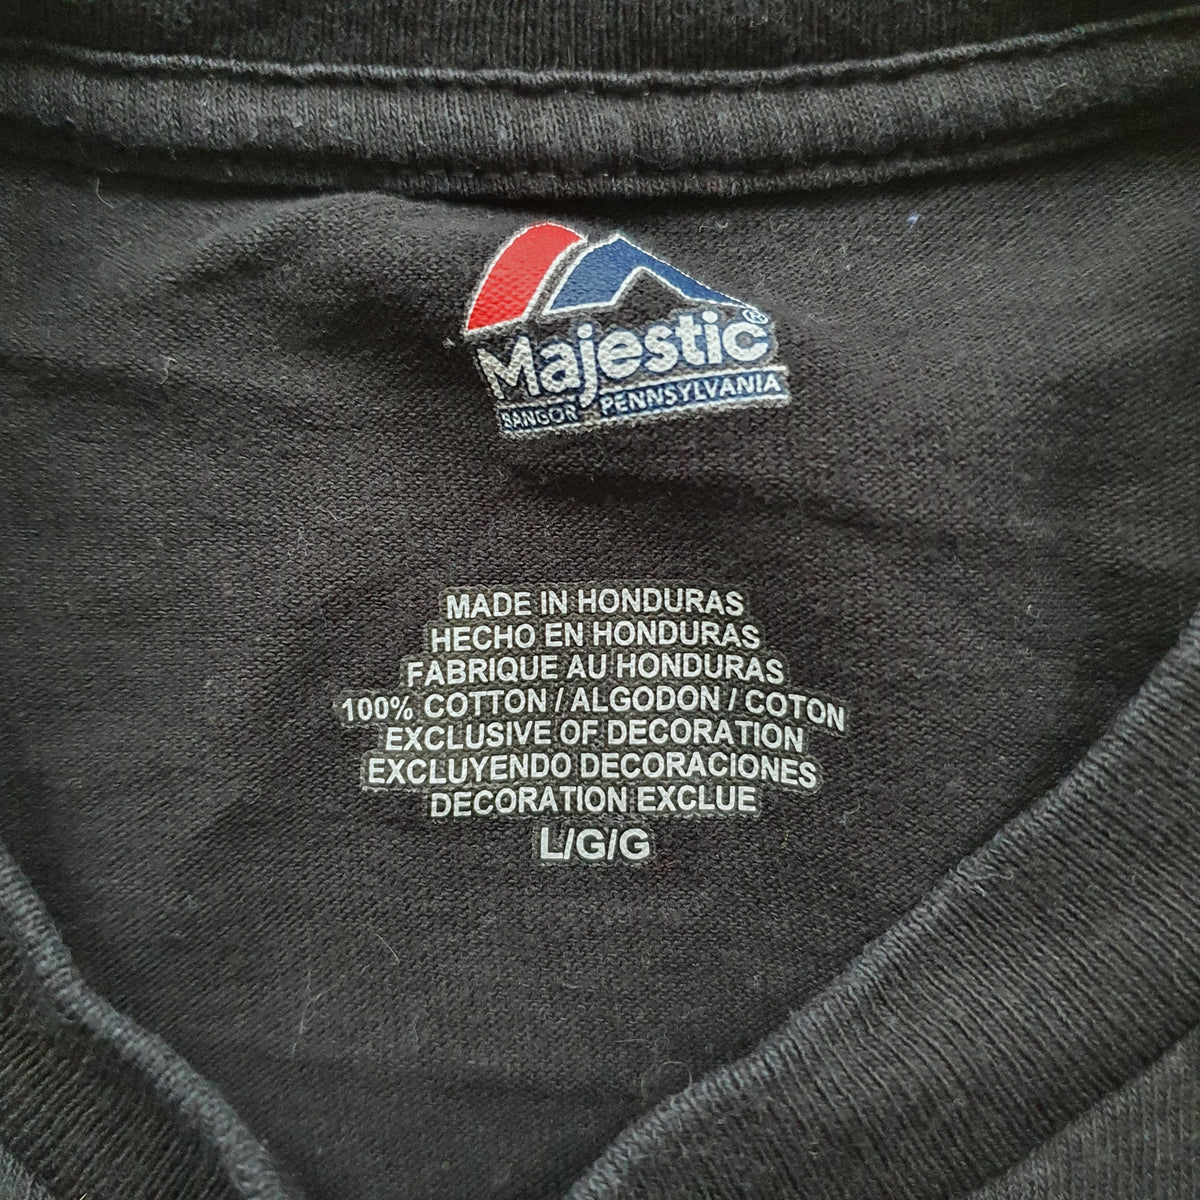 Majestic®
BANGOR PENNSYLVANIA
MADE IN HONDURAS
HECHO EN HONDURAS
FABRIQUE AU HONDURAS
100% COTTON / ALGODON / COTON
EXCLUSIVE OF DECORATION
EXCLUYENDO DECORACIONES
DECORATION EXCLUE
L/G/G